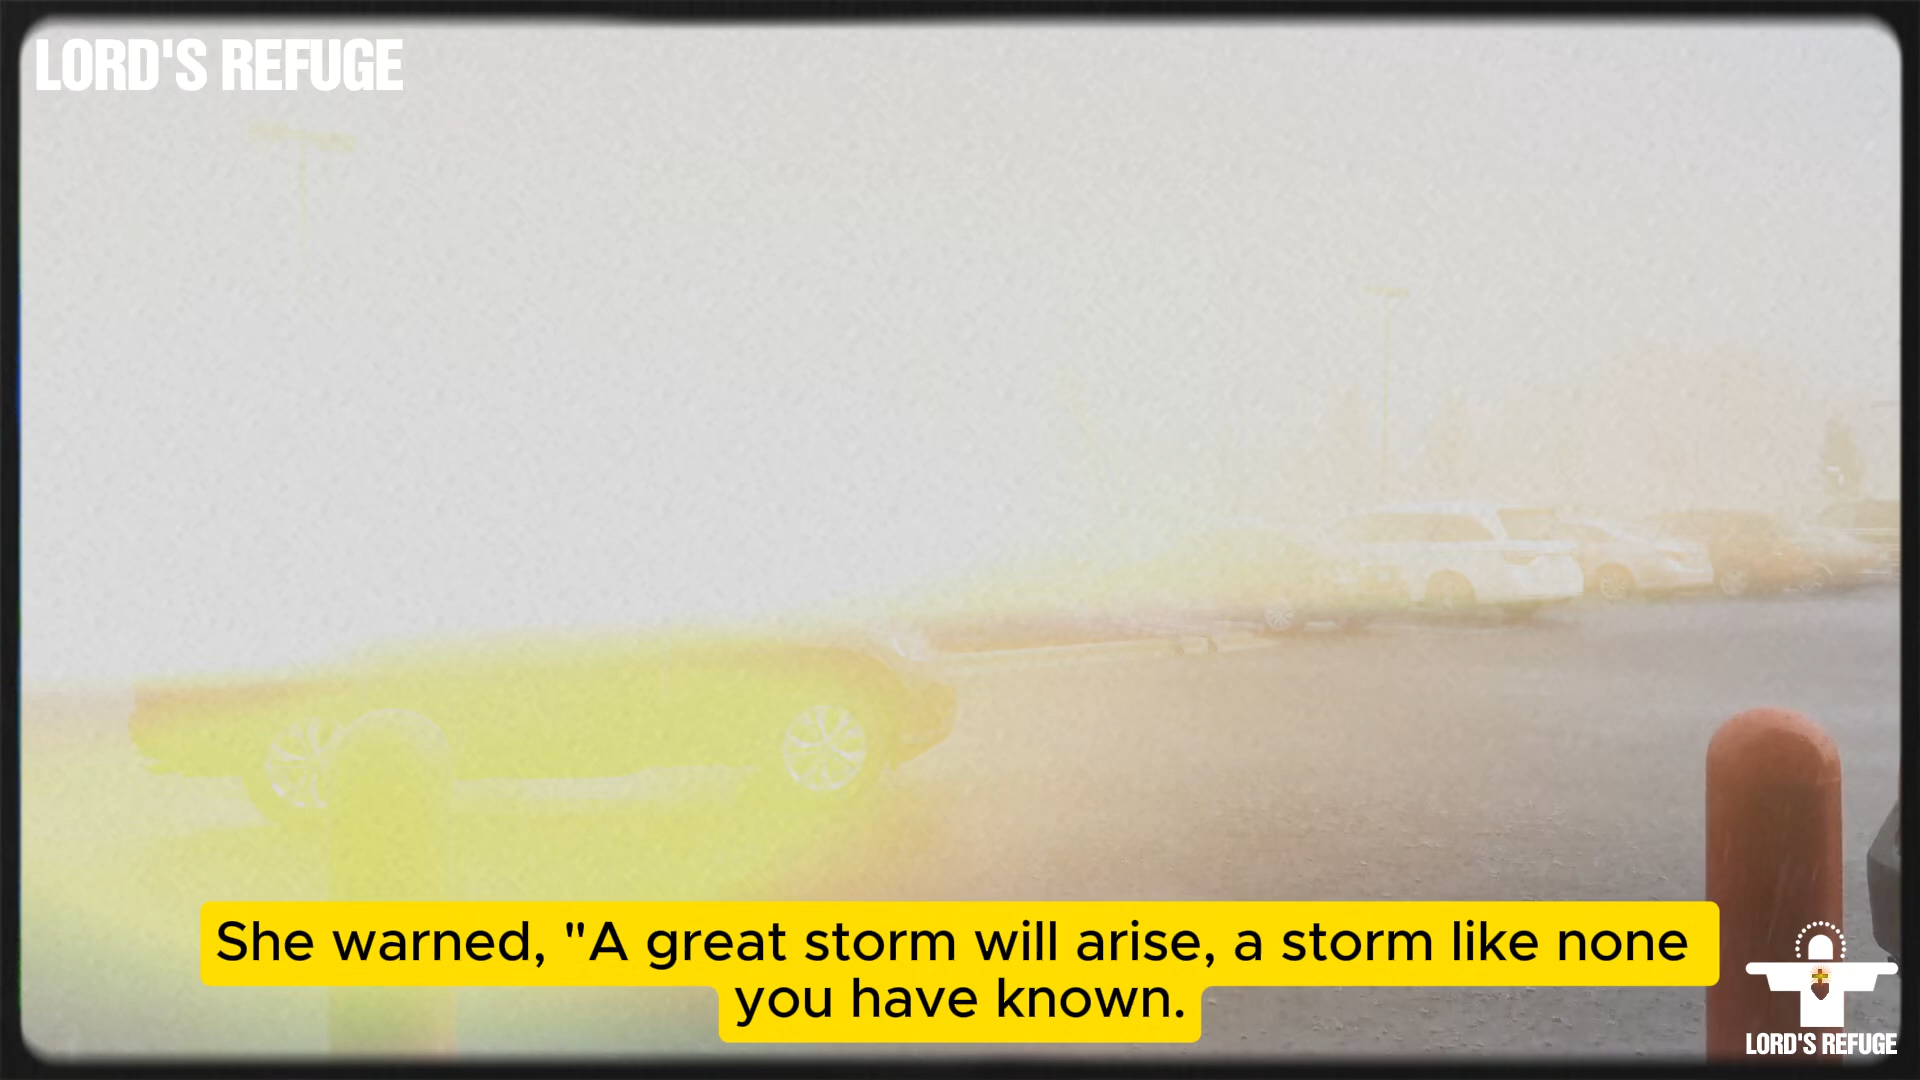 LORD'S REFUGE
She warned, "A great storm will arise, a storm like none
you have known.
LORD'S REFUGE